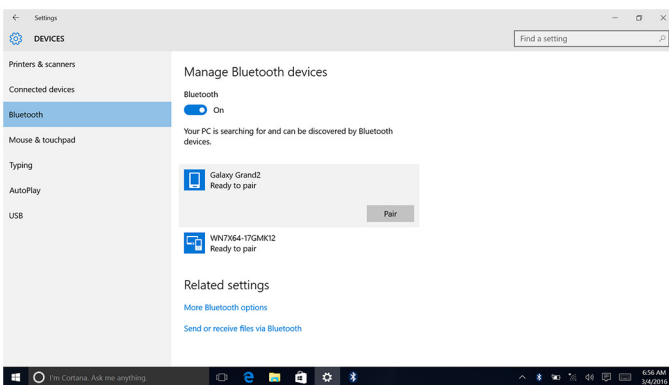 Settings
DEVICES
Find a setting
Printers & scanners
Connected devices
Bluetooth
Mouse & touchpad
Typing
AutoPlay
USB
Manage Bluetooth devices
Bluetooth
On
Your PC is searching for and can be discovered by Bluetooth
devices.
Galaxy Grand2
Ready to pair
Pair
WN7X64-17GMK12
Ready to pair
Related settings
More Bluetooth options
Send or receive files via Bluetooth
I'm Cortana. Ask me anything.
6:56 AM
3/4/2016